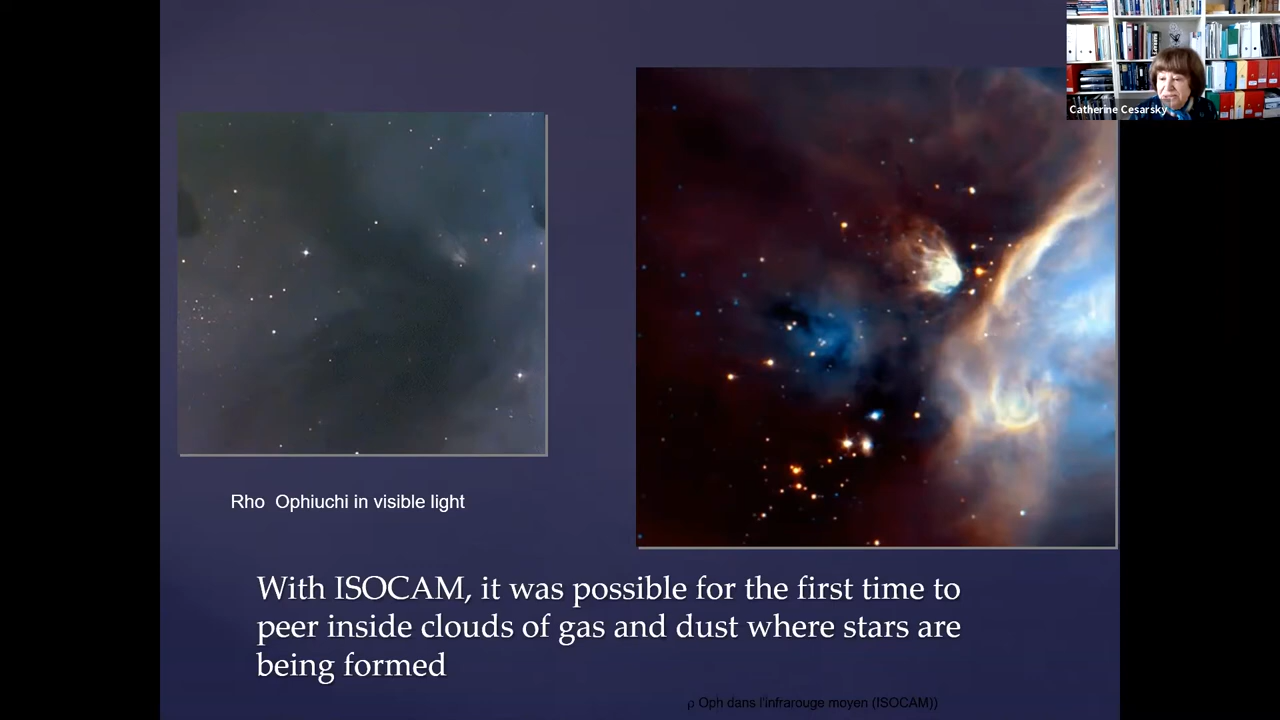 Catherine Cesarsky
Rho Ophiuchi in visible light
With ISOCAM, it was possible for the first time to
peer inside clouds of gas and dust where stars are
being formed
ρ Oph dans l'infrarouge moyen (ISOCAM))